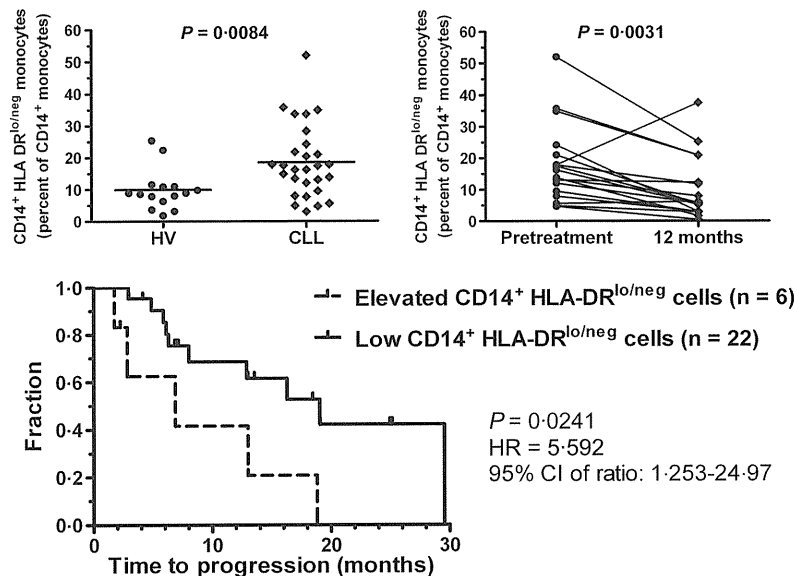 CD14⁺ HLA DRˡᵒ/ⁿᵉᵍ monocytes
(percent of CD14⁺ monocytes)
P = 0·0084
60
50
40
30
20
10
0
HV
CLL
CD14⁺ HLA DRˡᵒ/ⁿᵉᵍ monocytes
(percent of CD14⁺ monocytes)
P = 0·0031
60
50
40
30
20
10
0
Pretreatment
12 months
Fraction
1·0
0·8
0·6
0·4
0·2
0·0
0
10
20
30
Time to progression (months)
Elevated CD14⁺ HLA-DRˡᵒ/ⁿᵉᵍ cells (n = 6)
Low CD14⁺ HLA-DRˡᵒ/ⁿᵉᵍ cells (n = 22)
P = 0·0241
HR = 5·592
95% CI of ratio: 1·253-24·97